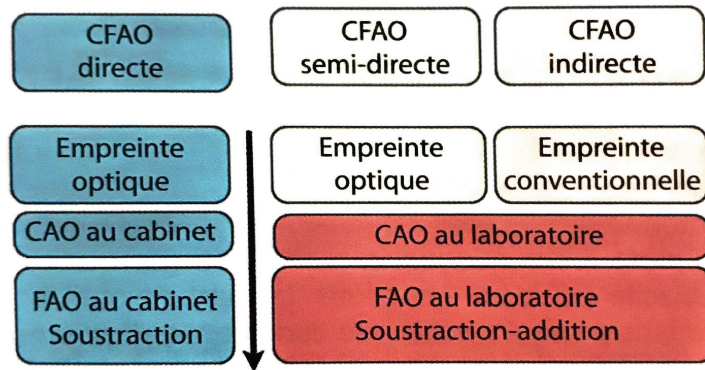 CFAO
directe
CFAO
semi-directe
CFAO
indirecte
Empreinte
optique
Empreinte
optique
Empreinte
conventionnelle
CAO au cabinet
CAO au laboratoire
FAO au cabinet
Soustraction
FAO au laboratoire
Soustraction-addition